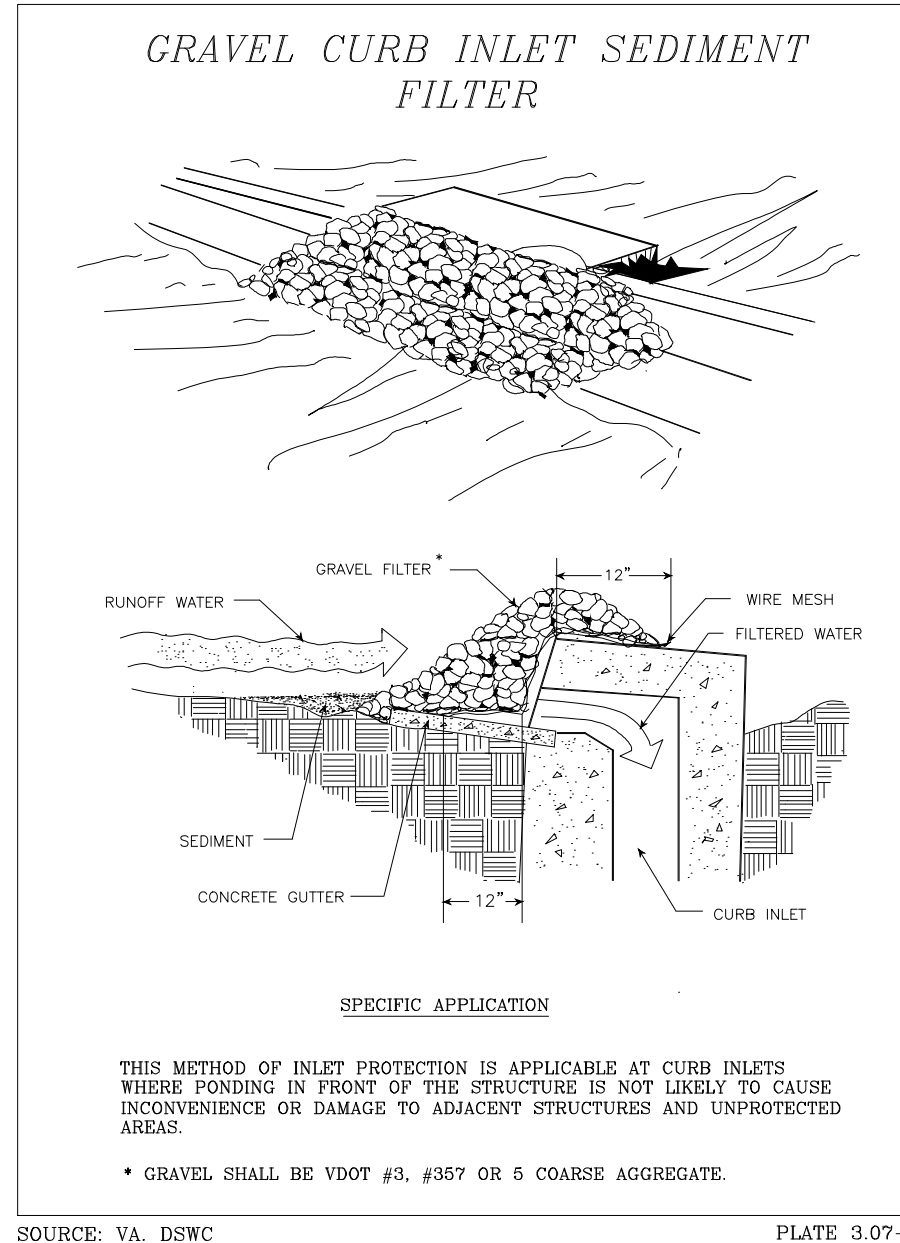 GRAVEL CURB INLET SEDIMENT
FILTER
GRAVEL FILTER*
12"
RUNOFF WATER
WIRE MESH
FILTERED WATER
SEDIMENT
CONCRETE GUTTER
12"
CURB INLET
SPECIFIC APPLICATION
THIS METHOD OF INLET PROTECTION IS APPLICABLE AT CURB INLETS
WHERE PONDING IN FRONT OF THE STRUCTURE IS NOT LIKELY TO CAUSE
INCONVENIENCE OR DAMAGE TO ADJACENT STRUCTURES AND UNPROTECTED
AREAS.
* GRAVEL SHALL BE VDOT #3, #357 OR 5 COARSE AGGREGATE.
SOURCE: VA. DSWC
PLATE 3.07-